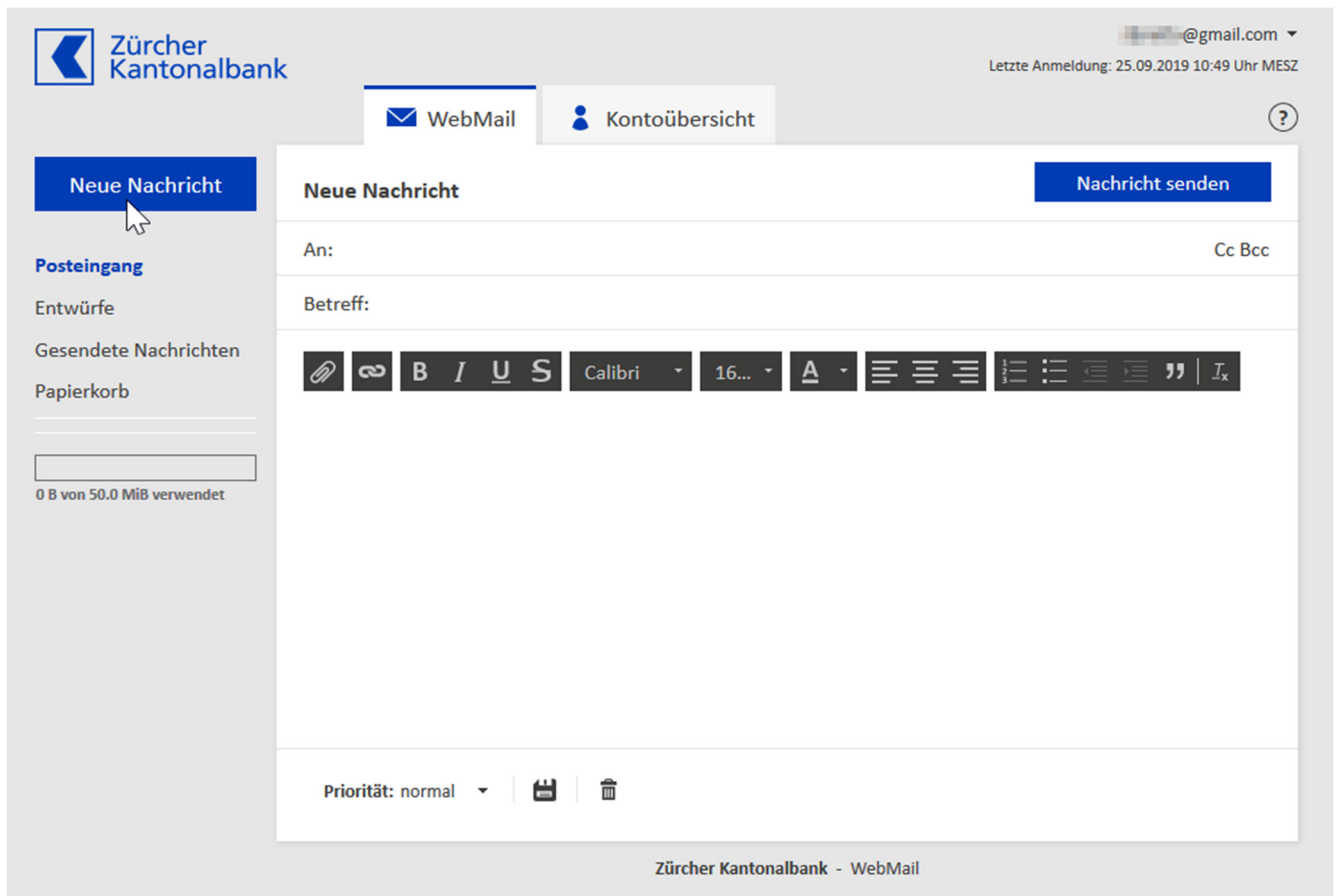 Zürcher
Kantonalbank
@gmail.com
Letzte Anmeldung: 25.09.2019 10:49 Uhr MESZ
WebMail
Kontoübersicht
?
Neue Nachricht
Neue Nachricht
Nachricht senden
An:
Cc Bcc
Posteingang
Betreff:
Entwürfe
Gesendete Nachrichten
B I U S Calibri 16... A
Papierkorb
0 B von 50.0 MiB verwendet
Priorität: normal
Zürcher Kantonalbank - WebMail